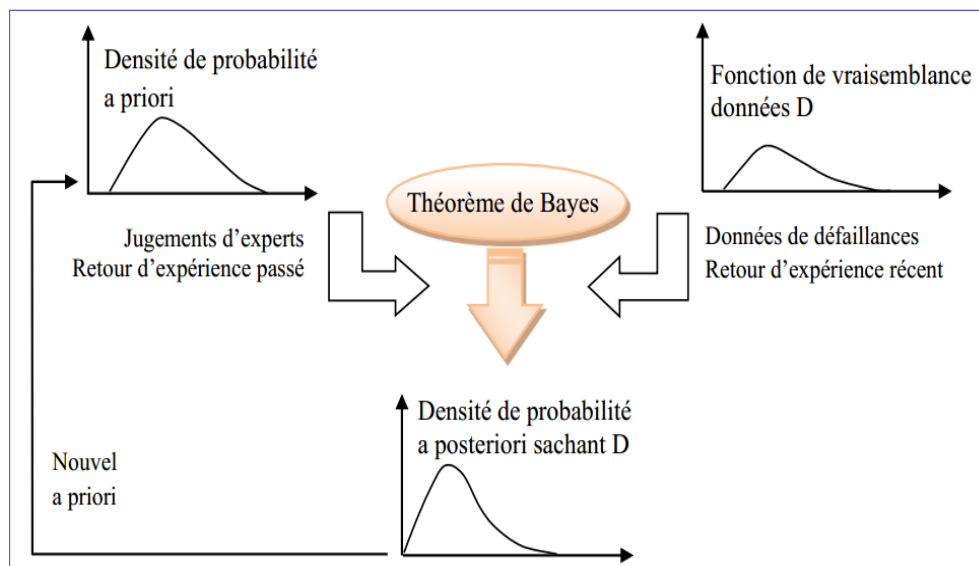 Densité de probabilité
a priori
Fonction de vraisemblance
données D
Théorème de Bayes
Jugements d'experts
Retour d'expérience passé
Données de défaillances
Retour d'expérience récent
Densité de probabilité
a posteriori sachant D
Nouvel
a priori